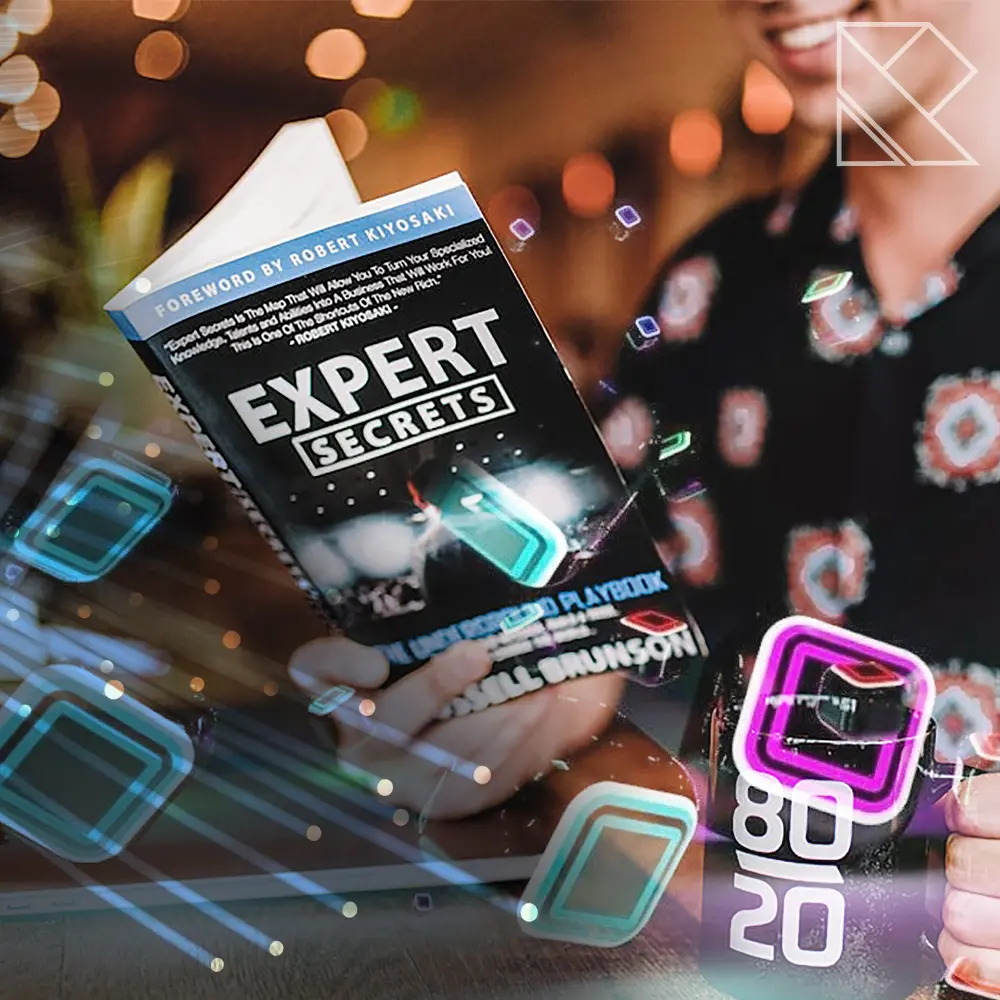 FOREWORD BY ROBERT KIYOSAKI
"Expert Secrets Is The Map That Will Allow You To Turn Your Specialized
Knowledge, Talents and Abilities Into A Business That Will Work For You!
This Is One Of The Shortcuts Of The New Rich."
- ROBERT KIYOSAKI -
EXPERT
SECRETS
UNDERGROUND PLAYBOOK
BRUNSON
EXPERT
80
20